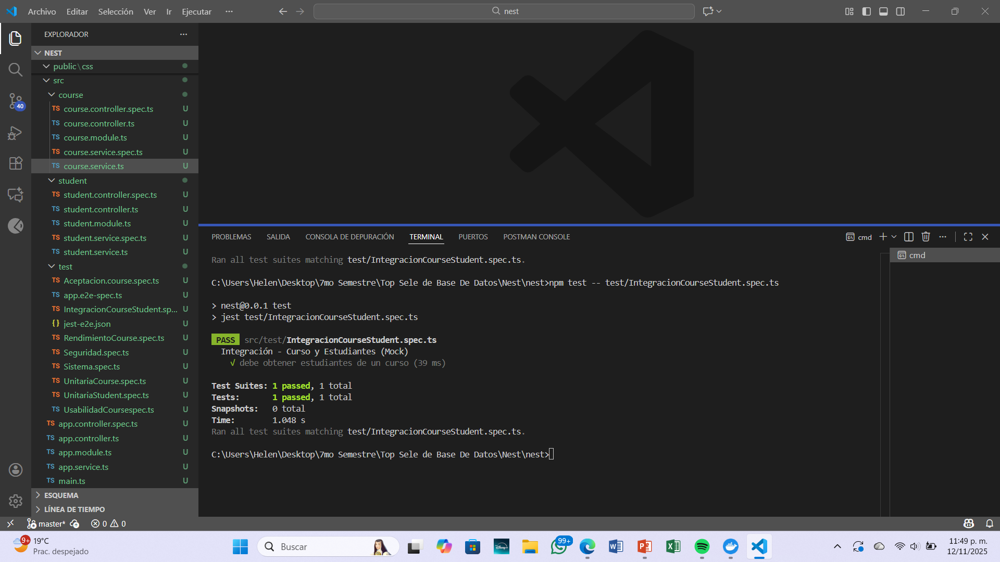 Archivo Editar Selección Ver Ir Ejecutar ···
nest
EXPLORADOR
NEST
public\css
src
course
TS course.controller.spec.ts U
TS course.controller.ts U
TS course.module.ts U
TS course.service.spec.ts U
TS course.service.ts U
student
TS student.controller.spec.ts U
TS student.controller.ts U
TS student.module.ts U
TS student.service.spec.ts U
TS student.service.ts U
test
TS Aceptacion.course.spec.ts U
TS app.e2e-spec.ts U
TS IntegracionCourseStudent.sp... U
{} jest-e2e.json U
TS RendimientoCourse.spec.ts U
TS Seguridad.spec.ts U
TS Sistema.spec.ts U
TS UnitariaCourse.spec.ts U
TS UnitariaStudent.spec.ts U
TS UsabilidadCoursespec.ts U
TS app.controller.spec.ts U
TS app.controller.ts U
TS app.module.ts U
TS app.service.ts U
TS main.ts U
ESQUEMA
LÍNEA DE TIEMPO
40
PROBLEMAS SALIDA CONSOLA DE DEPURACIÓN TERMINAL PUERTOS POSTMAN CONSOLE
cmd
cmd
Ran all test suites matching test/IntegracionCourseStudent.spec.ts.
C:\Users\Helen\Desktop\7mo Semestre\Top Sele de Base De Datos\Nest\nest>npm test -- test/IntegracionCourseStudent.spec.ts
> nest@0.0.1 test
> jest test/IntegracionCourseStudent.spec.ts
PASS src/test/IntegracionCourseStudent.spec.ts
Integración - Curso y Estudiantes (Mock)
√ debe obtener estudiantes de un curso (39 ms)
Test Suites: 1 passed, 1 total
Tests: 1 passed, 1 total
Snapshots: 0 total
Time: 1.048 s
Ran all test suites matching test/IntegracionCourseStudent.spec.ts.
C:\Users\Helen\Desktop\7mo Semestre\Top Sele de Base De Datos\Nest\nest>
master* 0 0
9+
19°C
Prac. despejado
Buscar
Disney+
99+
11:49 p. m.
12/11/2025